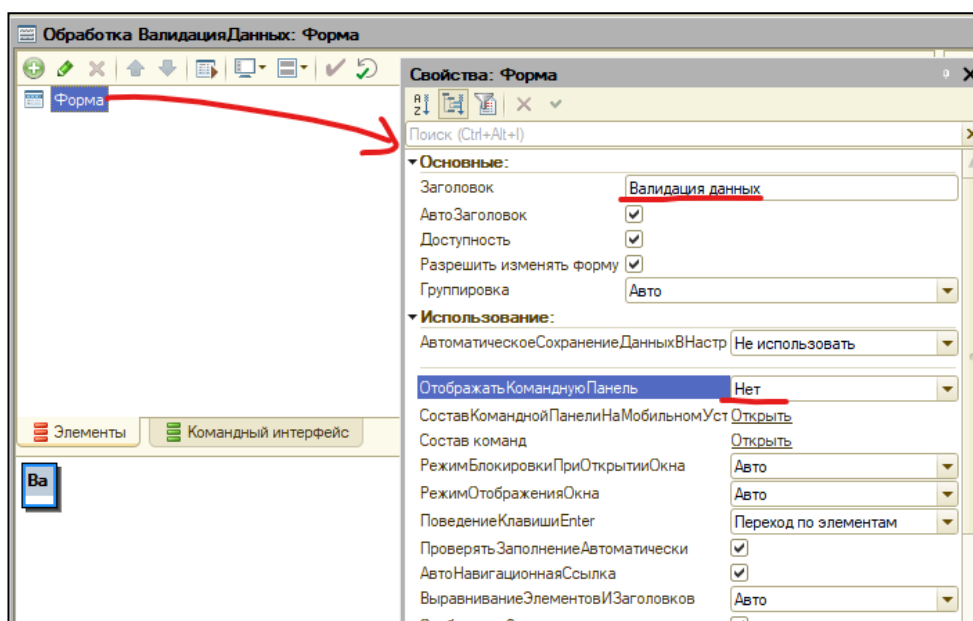 Обработка ВалидацияДанных: Форма
Форма
Свойства: Форма
Поиск (Ctrl+Alt+I)
Основные:
Заголовок Валидация данных
АвтоЗаголовок
Доступность
Разрешить изменять форму
Группировка Авто
Использование:
АвтоматическоеСохранениеДанныхВНастр Не использовать
ОтображатьКоманднуюПанель Нет
СоставКоманднойПанелиНаМобильномУст Открыть
Состав команд Открыть
РежимБлокировкиПриОткрытииОкна Авто
РежимОтображенияОкна Авто
ПоведениеКлавишиEnter Переход по элементам
ПроверятьЗаполнениеАвтоматически
АвтоНавигационнаяСсылка
ВыравниваниеЭлементовИЗаголовков Авто
Элементы Командный интерфейс
Ва